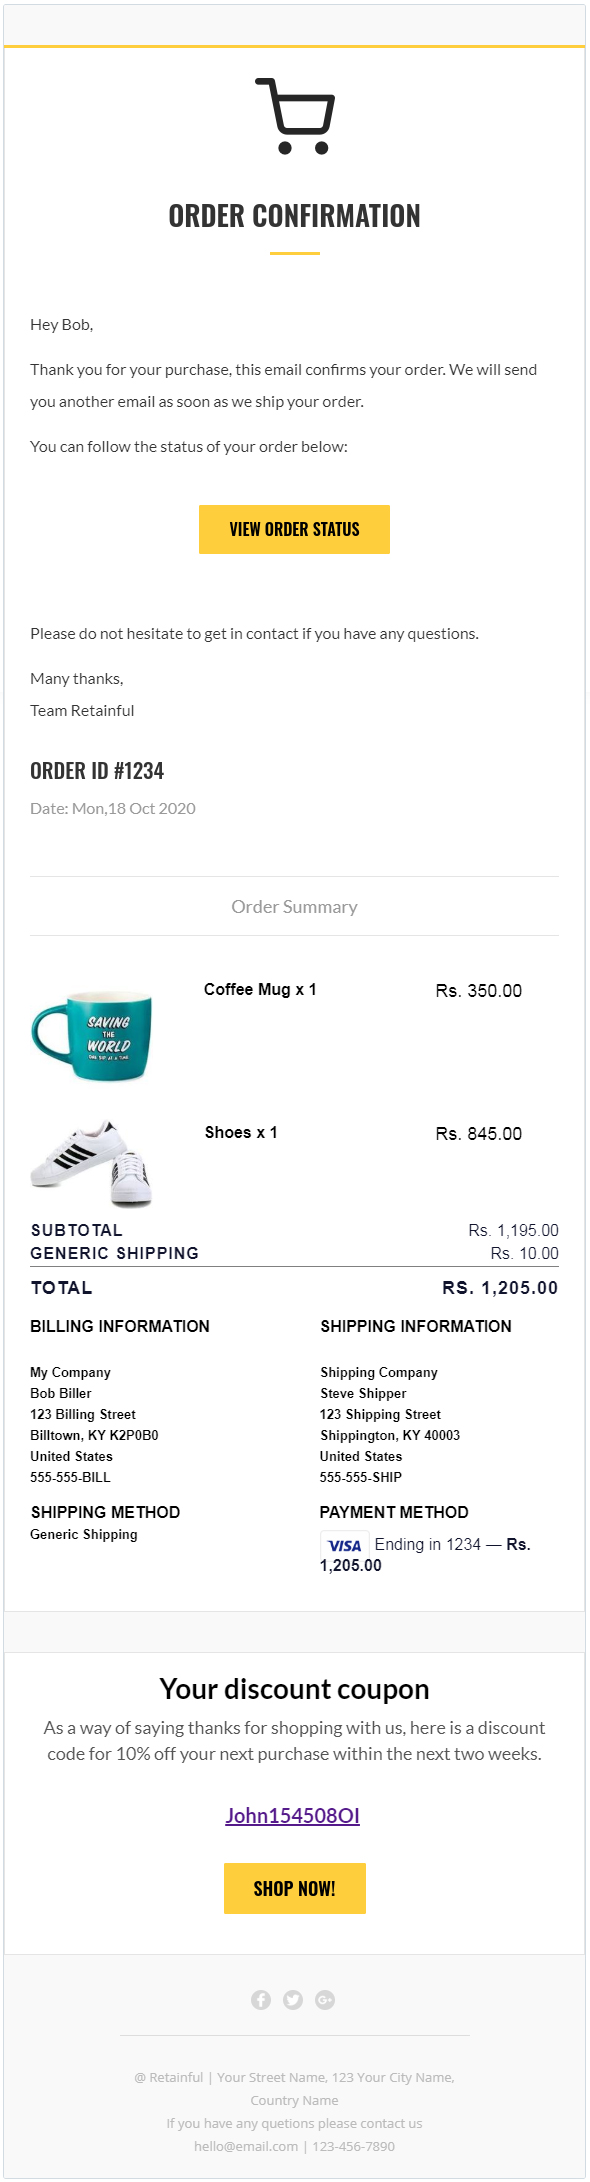 ORDER CONFIRMATION
Hey Bob,
Thank you for your purchase, this email confirms your order. We will send
you another email as soon as we ship your order.
You can follow the status of your order below:
VIEW ORDER STATUS
Please do not hesitate to get in contact if you have any questions.
Many thanks,
Team Retainful
ORDER ID #1234
Date: Mon,18 Oct 2020
Order Summary
Coffee Mug x 1 Rs. 350.00
SAVING
THE
WORLD
ONE SIP AT A TIME
Shoes x 1 Rs. 845.00
SUBTOTAL Rs. 1,195.00
GENERIC SHIPPING Rs. 10.00
TOTAL RS. 1,205.00
BILLING INFORMATION
My Company
Bob Biller
123 Billing Street
Billtown, KY K2P0B0
United States
555-555-BILL
SHIPPING INFORMATION
Shipping Company
Steve Shipper
123 Shipping Street
Shippington, KY 40003
United States
555-555-SHIP
SHIPPING METHOD
Generic Shipping
PAYMENT METHOD
VISA Ending in 1234 — Rs.
1,205.00
Your discount coupon
As a way of saying thanks for shopping with us, here is a discount
code for 10% off your next purchase within the next two weeks.
John154508OI
SHOP NOW!
@ Retainful | Your Street Name, 123 Your City Name,
Country Name
If you have any quetions please contact us
hello@email.com | 123-456-7890